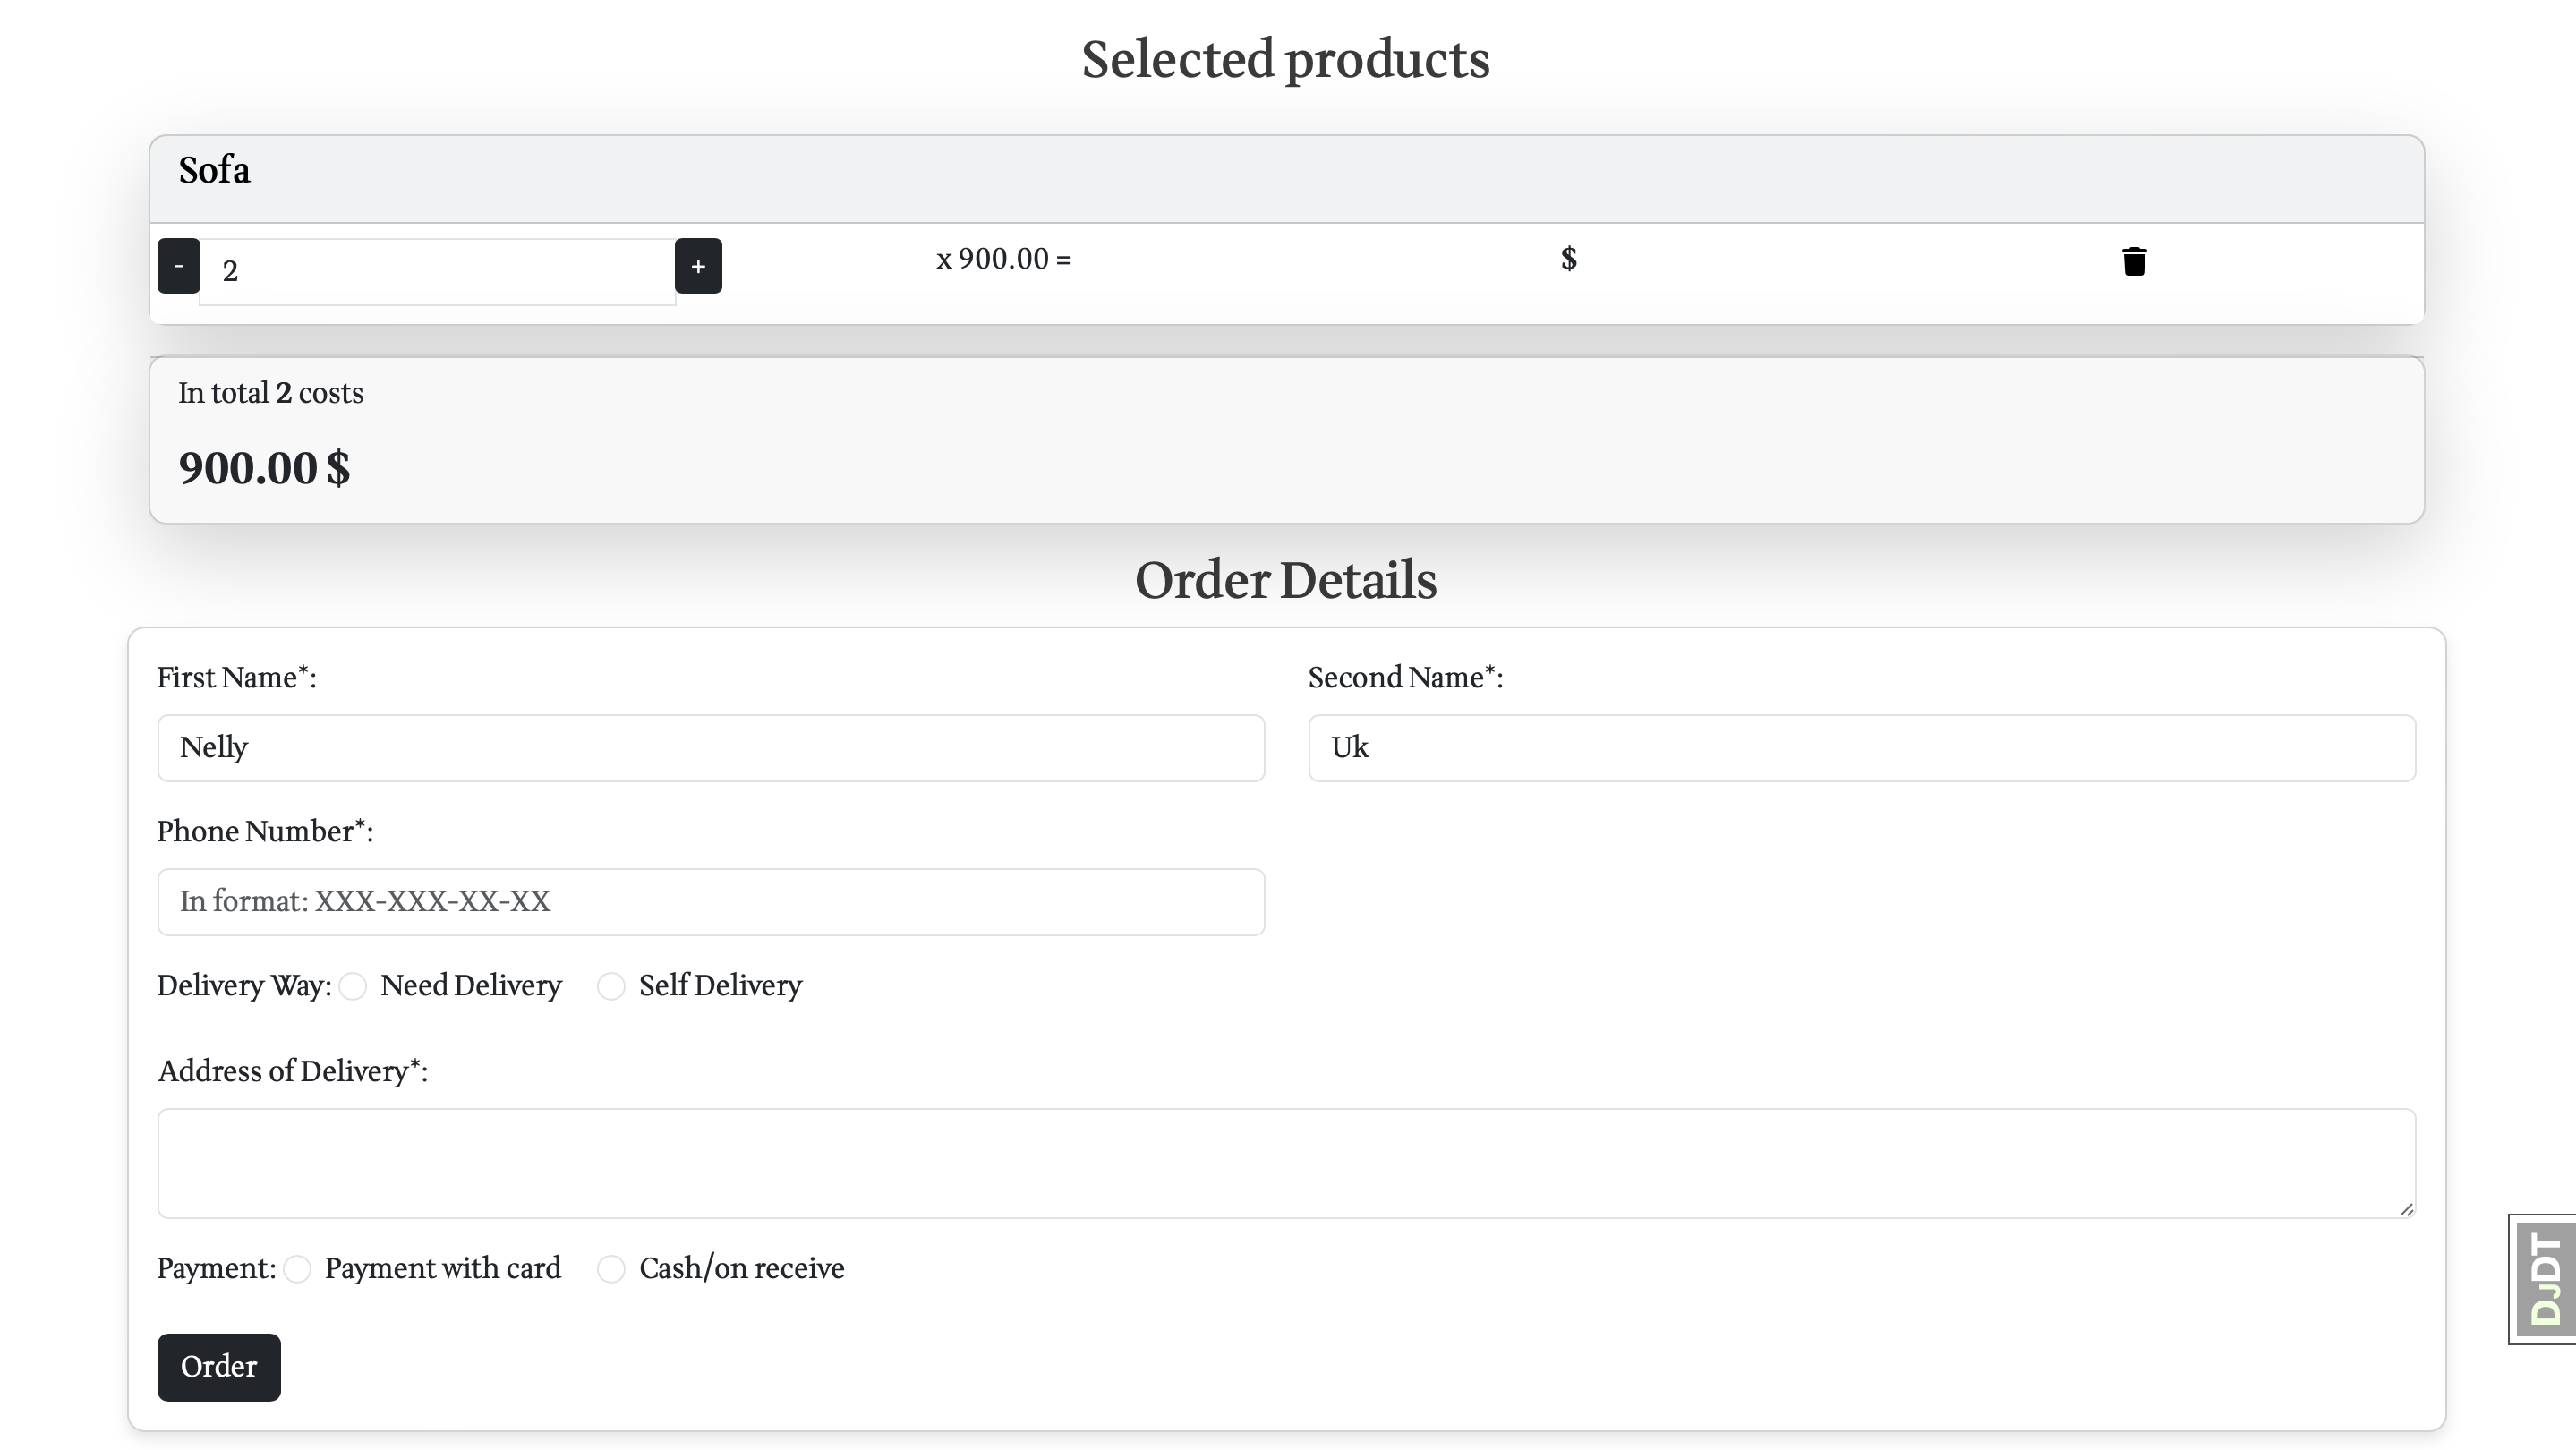 Selected products
Sofa
- 2 + x 900.00 = $
In total 2 costs
900.00 $
Order Details
First Name*: Second Name*:
Nelly Uk
Phone Number*:
In format: XXX-XXX-XX-XX
Delivery Way: Need Delivery Self Delivery
Address of Delivery*:
Payment: Payment with card Cash/on receive
Order
DJDT